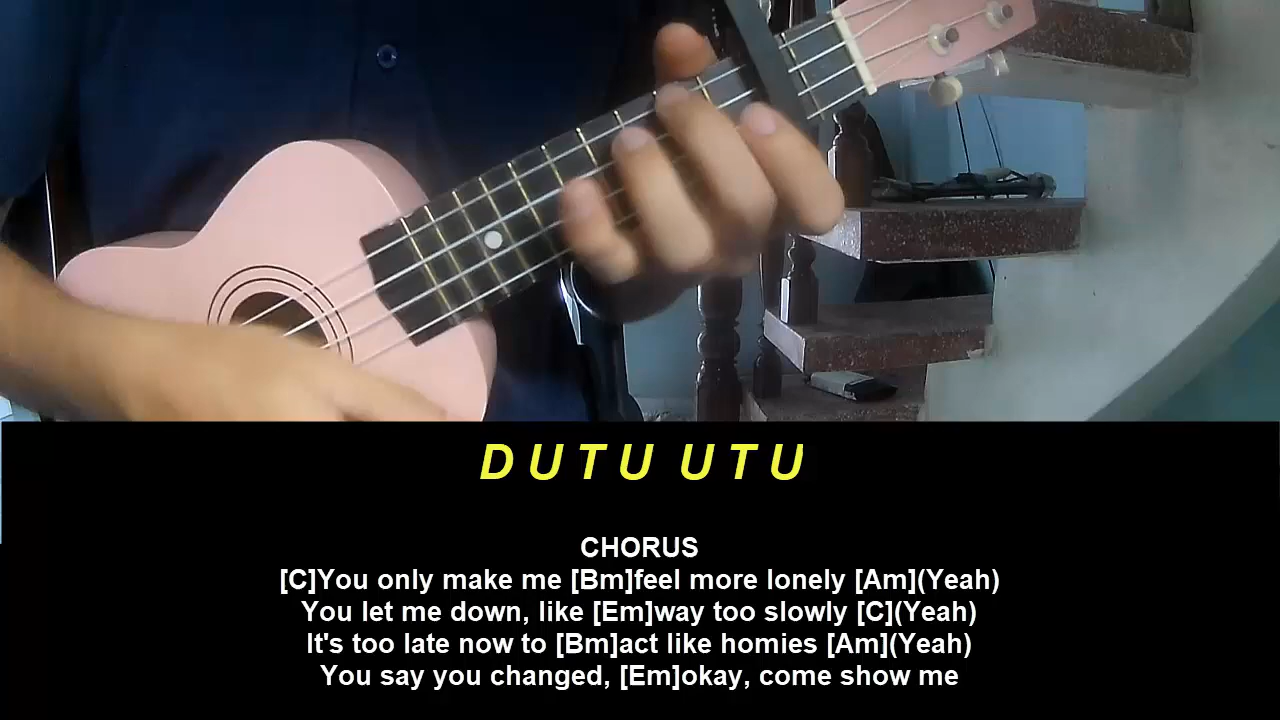 D U T U U T U
CHORUS
[C]You only make me [Bm]feel more lonely [Am](Yeah)
You let me down, like [Em]way too slowly [C](Yeah)
It's too late now to [Bm]act like homies [Am](Yeah)
You say you changed, [Em]okay, come show me